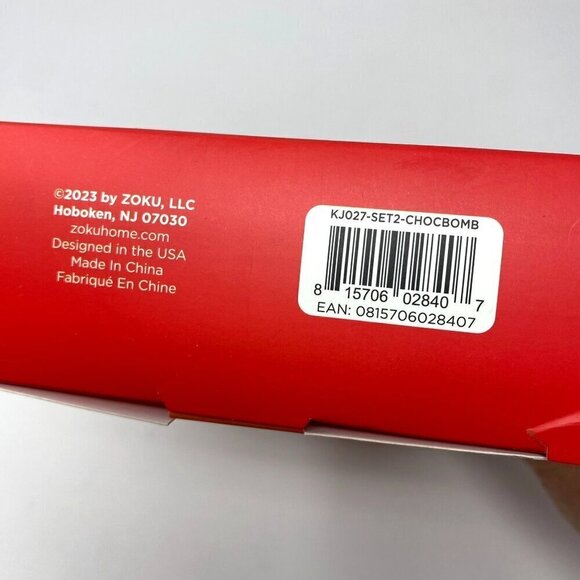 ©2023 by ZOKU, LLC
Hoboken, NJ 07030
zokuhome.com
Designed in the USA
Made In China
Fabriqué En Chine
KJ027-SET2-CHOCBOMB
8 15706 02840 7
EAN: 0815706028407